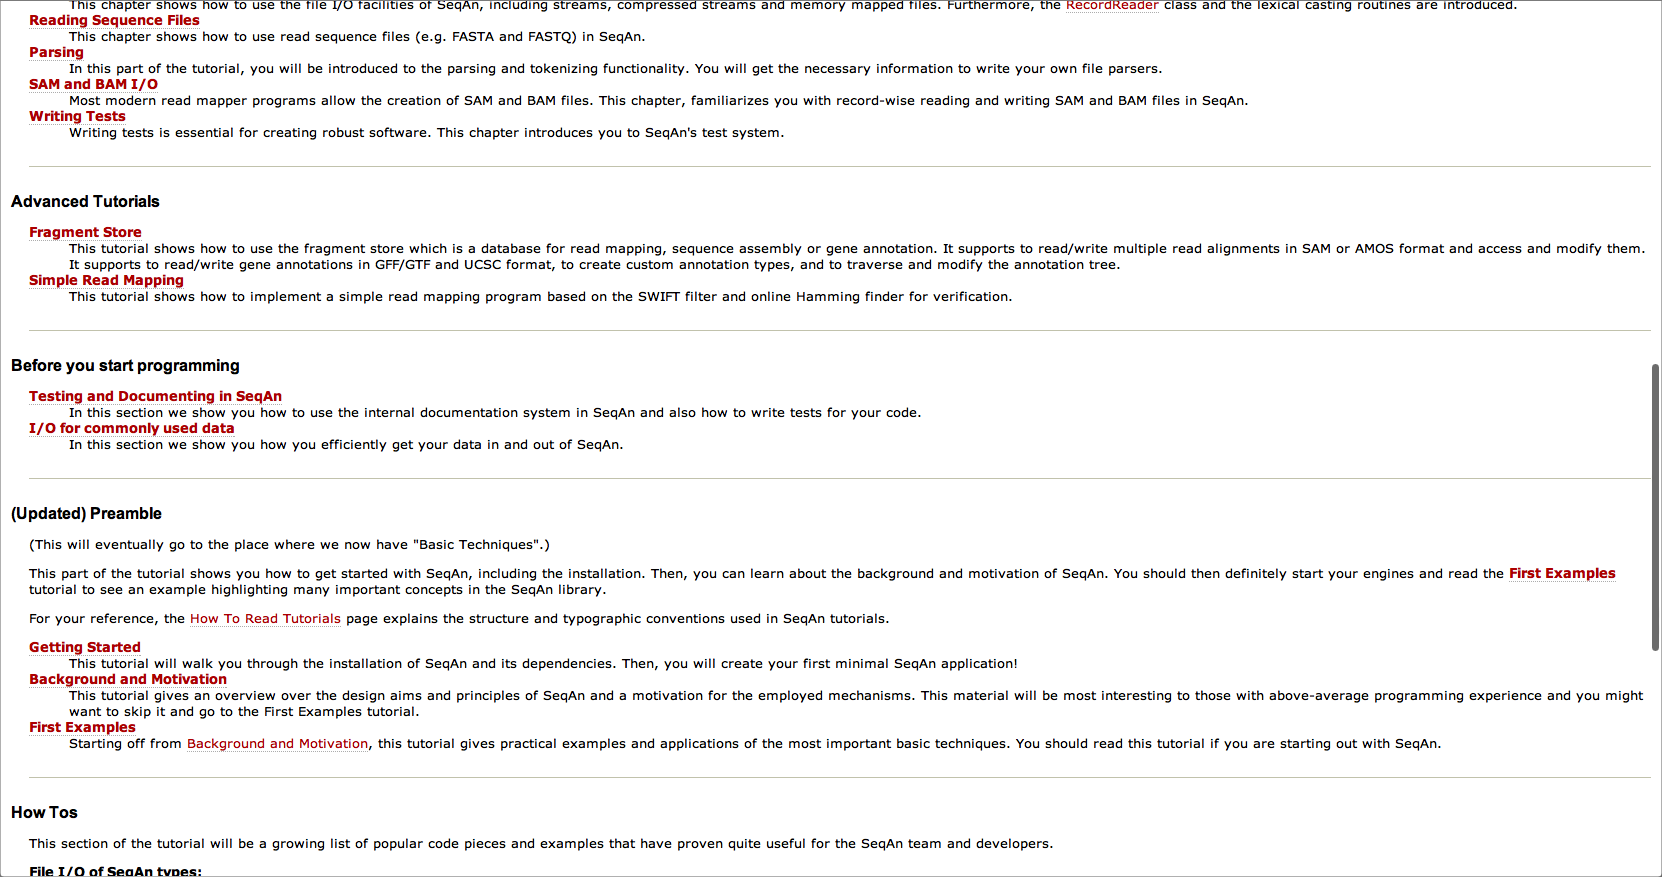 This chapter shows how to use the file I/O facilities of SeqAn, including streams, compressed streams and memory mapped files. Furthermore, the RecordReader class and the lexical casting routines are introduced.
Reading Sequence Files
This chapter shows how to use read sequence files (e.g. FASTA and FASTQ) in SeqAn.
Parsing
In this part of the tutorial, you will be introduced to the parsing and tokenizing functionality. You will get the necessary information to write your own file parsers.
SAM and BAM I/O
Most modern read mapper programs allow the creation of SAM and BAM files. This chapter, familiarizes you with record-wise reading and writing SAM and BAM files in SeqAn.
Writing Tests
Writing tests is essential for creating robust software. This chapter introduces you to SeqAn's test system.
Advanced Tutorials
Fragment Store
This tutorial shows how to use the fragment store which is a database for read mapping, sequence assembly or gene annotation. It supports to read/write multiple read alignments in SAM or AMOS format and access and modify them.
It supports to read/write gene annotations in GFF/GTF and UCSC format, to create custom annotation types, and to traverse and modify the annotation tree.
Simple Read Mapping
This tutorial shows how to implement a simple read mapping program based on the SWIFT filter and online Hamming finder for verification.
Before you start programming
Testing and Documenting in SeqAn
In this section we show you how to use the internal documentation system in SeqAn and also how to write tests for your code.
I/O for commonly used data
In this section we show you how you efficiently get your data in and out of SeqAn.
(Updated) Preamble
(This will eventually go to the place where we now have "Basic Techniques".)
This part of the tutorial shows you how to get started with SeqAn, including the installation. Then, you can learn about the background and motivation of SeqAn. You should then definitely start your engines and read the First Examples
tutorial to see an example highlighting many important concepts in the SeqAn library.
For your reference, the How To Read Tutorials page explains the structure and typographic conventions used in SeqAn tutorials.
Getting Started
This tutorial will walk you through the installation of SeqAn and its dependencies. Then, you will create your first minimal SeqAn application!
Background and Motivation
This tutorial gives an overview over the design aims and principles of SeqAn and a motivation for the employed mechanisms. This material will be most interesting to those with above-average programming experience and you might
want to skip it and go to the First Examples tutorial.
First Examples
Starting off from Background and Motivation, this tutorial gives practical examples and applications of the most important basic techniques. You should read this tutorial if you are starting out with SeqAn.
How Tos
This section of the tutorial will be a growing list of popular code pieces and examples that have proven quite useful for the SeqAn team and developers.
File I/O of SeqAn types: